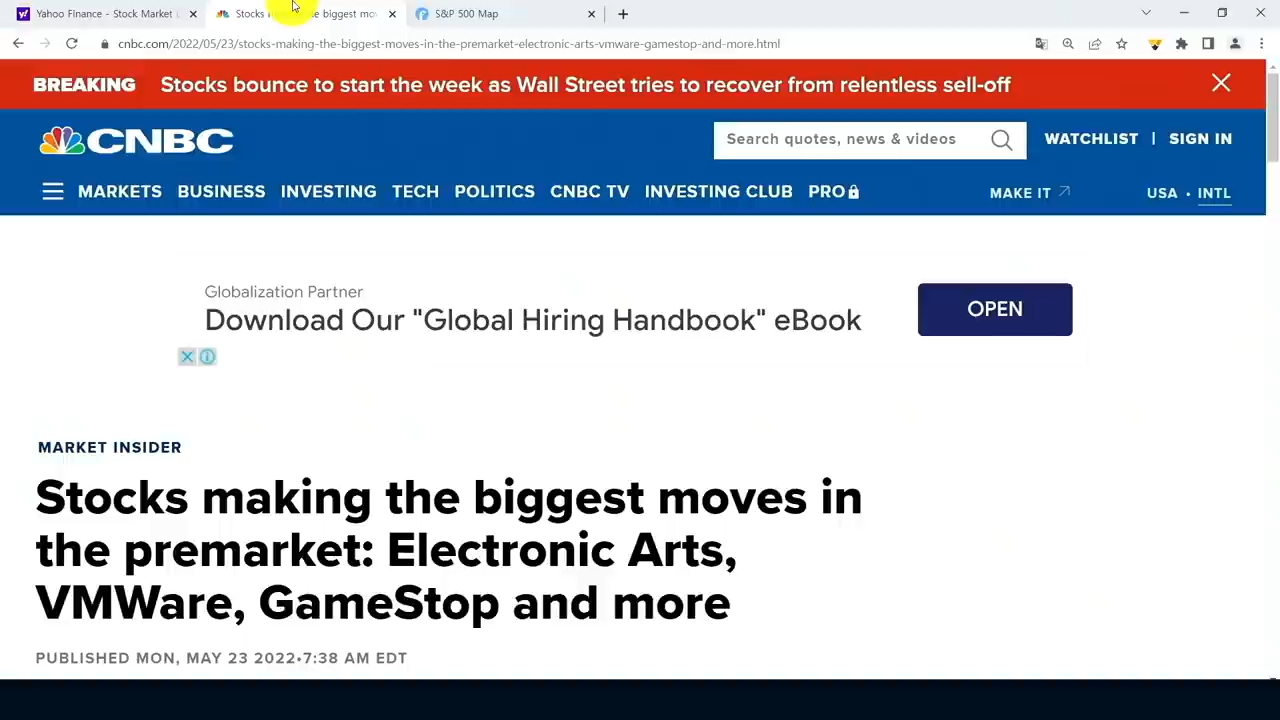 Yahoo Finance - Stock Market L
Stocks the biggest mov
S&P 500 Map
cnbc.com/2022/05/23/stocks-making-the-biggest-moves-in-the-premarket-electronic-arts-vmware-gamestop-and-more.html
BREAKING Stocks bounce to start the week as Wall Street tries to recover from relentless sell-off
CNBC
Search quotes, news & videos
WATCHLIST | SIGN IN
MARKETS BUSINESS INVESTING TECH POLITICS CNBC TV INVESTING CLUB PRO
MAKE IT
USA • INTL
Globalization Partner
Download Our "Global Hiring Handbook" eBook
OPEN
MARKET INSIDER
Stocks making the biggest moves in
the premarket: Electronic Arts,
VMWare, GameStop and more
PUBLISHED MON, MAY 23 2022•7:38 AM EDT